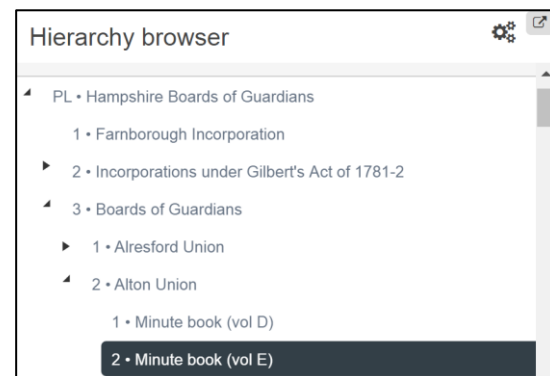 Hierarchy browser
PL • Hampshire Boards of Guardians
1 • Farnborough Incorporation
2 • Incorporations under Gilbert's Act of 1781-2
3 • Boards of Guardians
1 • Alresford Union
2 • Alton Union
1 • Minute book (vol D)
2 • Minute book (vol E)